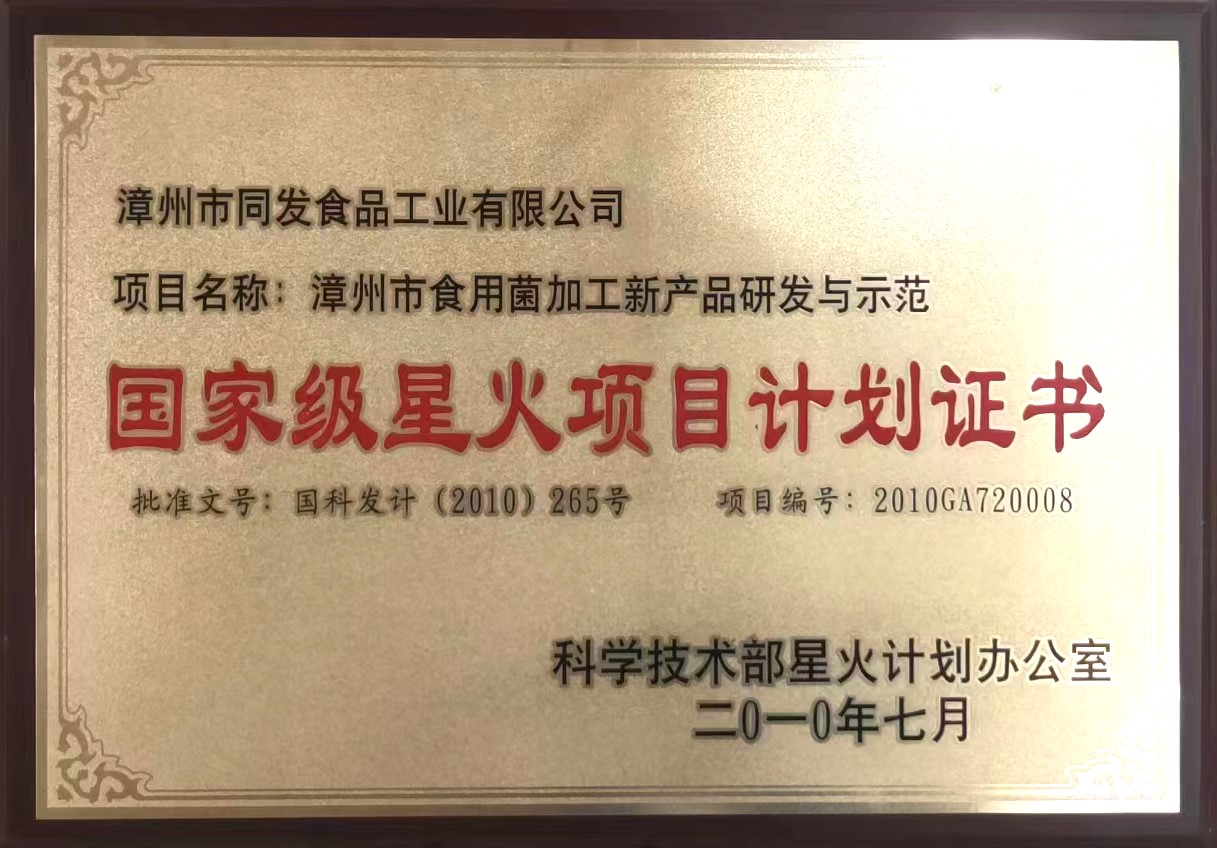 漳州市同发食品工业有限公司
项目名称：漳州市食用菌加工新产品研发与示范
国家级星火项目计划证书
批准文号：国科发计（2010）265号 项目编号：2010GA720008
科学技术部星火计划办公室
二0一0年七月